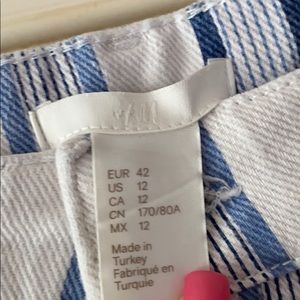 H&M
EUR 42
US 12
CA 12
CN 170/80A
MX 12
Made in
Turkey
Fabriqué en
Turquie